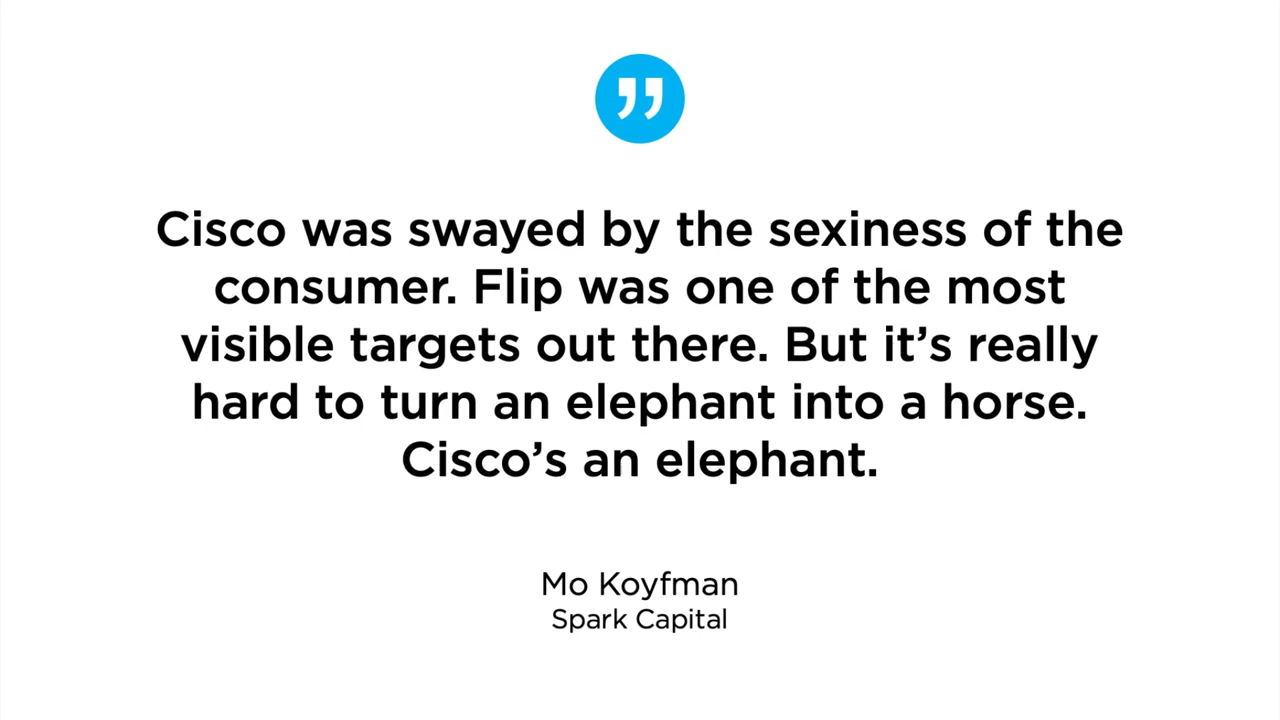 ”
Cisco was swayed by the sexiness of the
consumer. Flip was one of the most
visible targets out there. But it’s really
hard to turn an elephant into a horse.
Cisco’s an elephant.
Mo Koyfman
Spark Capital